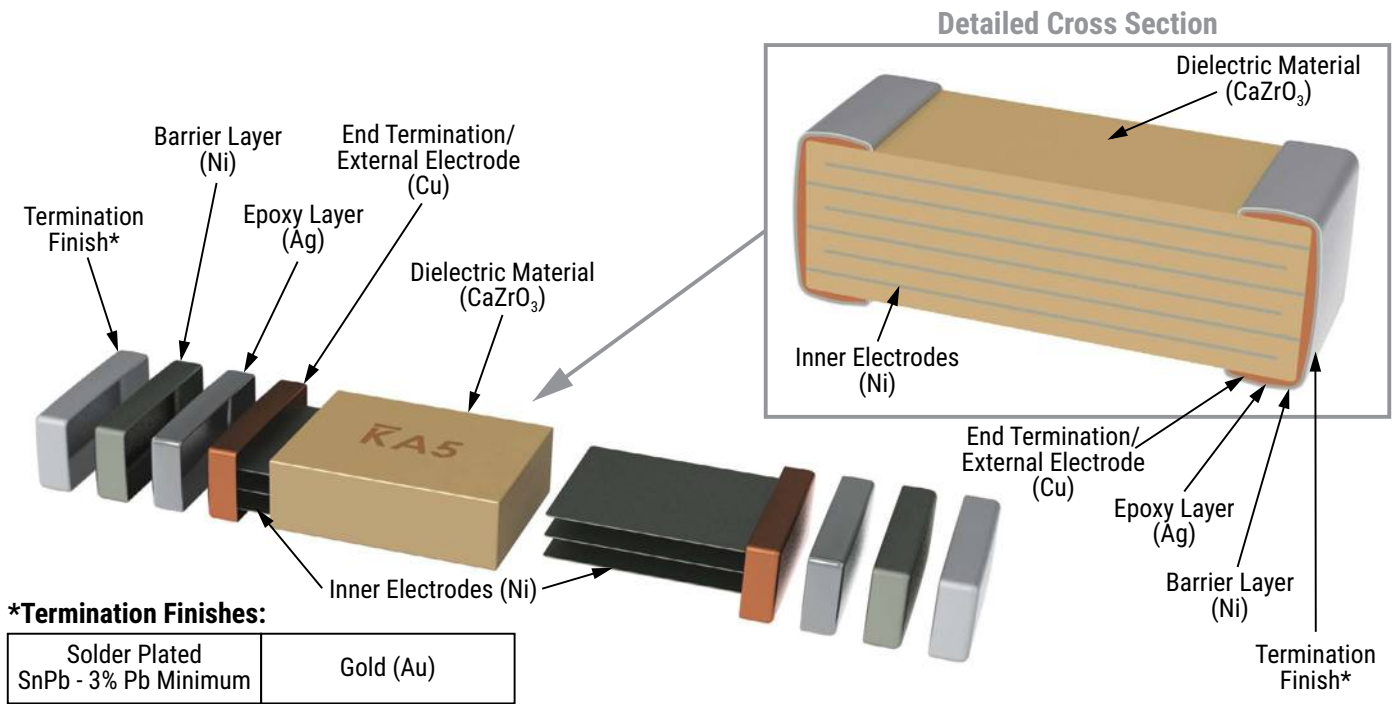 Detailed Cross Section
Dielectric Material
(CaZrO₃)
Inner Electrodes
(Ni)
End Termination/
External Electrode
(Cu)
Epoxy Layer
(Ag)
Barrier Layer
(Ni)
Termination
Finish*
Termination
Finish*
Barrier Layer
(Ni)
Epoxy Layer
(Ag)
End Termination/
External Electrode
(Cu)
Dielectric Material
(CaZrO₃)
KA5
Inner Electrodes (Ni)
*Termination Finishes:
Solder Plated
SnPb - 3% Pb Minimum
Gold (Au)